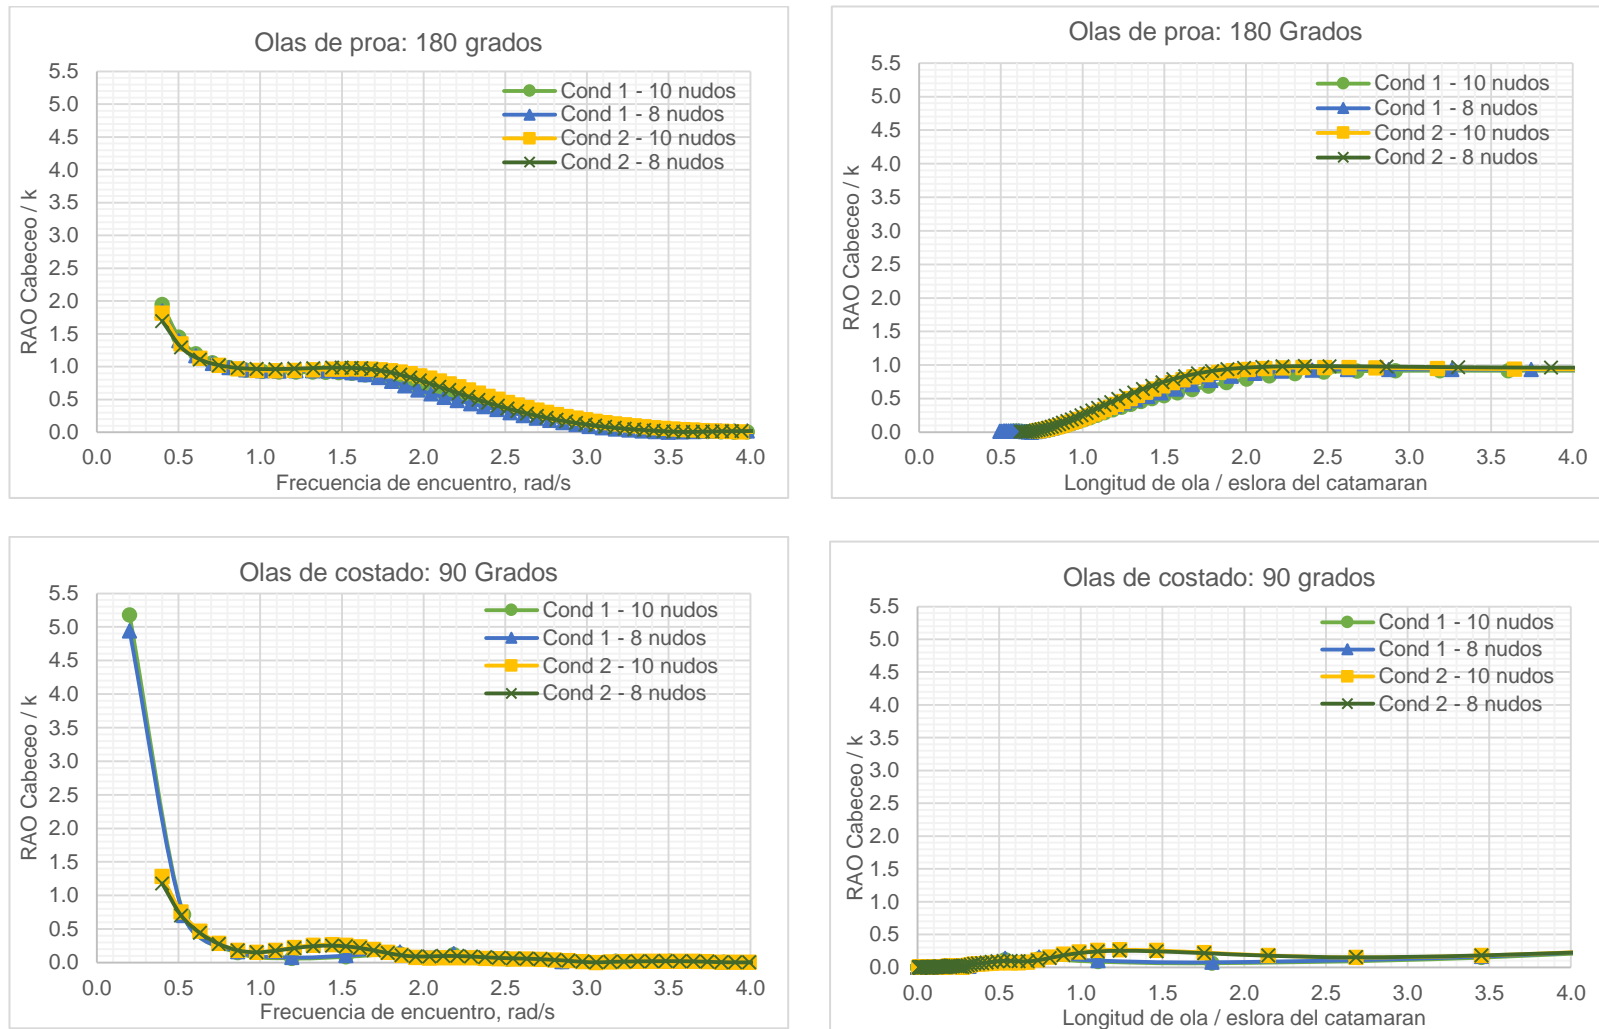 Olas de proa: 180 grados
5.5
5.0
4.5
4.0
3.5
3.0
2.5
2.0
1.5
1.0
0.5
0.0
RAO Cabeceo / k
Cond 1 - 10 nudos
Cond 1 - 8 nudos
Cond 2 - 10 nudos
Cond 2 - 8 nudos
0.0 0.5 1.0 1.5 2.0 2.5 3.0 3.5 4.0
Frecuencia de encuentro, rad/s
Olas de proa: 180 Grados
5.5
5.0
4.5
4.0
3.5
3.0
2.5
2.0
1.5
1.0
0.5
0.0
RAO Cabeceo / k
Cond 1 - 10 nudos
Cond 1 - 8 nudos
Cond 2 - 10 nudos
Cond 2 - 8 nudos
0.0 0.5 1.0 1.5 2.0 2.5 3.0 3.5 4.0
Longitud de ola / eslora del catamaran
Olas de costado: 90 Grados
5.5
5.0
4.5
4.0
3.5
3.0
2.5
2.0
1.5
1.0
0.5
0.0
RAO Cabeceo / k
Cond 1 - 10 nudos
Cond 1 - 8 nudos
Cond 2 - 10 nudos
Cond 2 - 8 nudos
0.0 0.5 1.0 1.5 2.0 2.5 3.0 3.5 4.0
Frecuencia de encuentro, rad/s
Olas de costado: 90 grados
5.5
5.0
4.5
4.0
3.5
3.0
2.5
2.0
1.5
1.0
0.5
0.0
RAO Cabeceo / k
Cond 1 - 10 nudos
Cond 1 - 8 nudos
Cond 2 - 10 nudos
Cond 2 - 8 nudos
0.0 0.5 1.0 1.5 2.0 2.5 3.0 3.5 4.0
Longitud de ola / eslora del catamaran